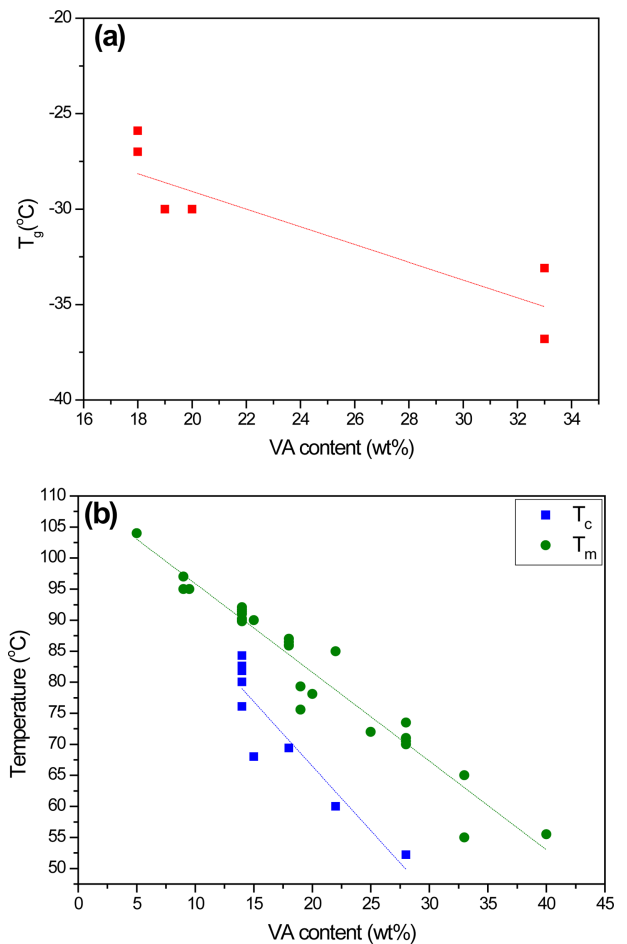 (a)
-20
-25
-30
-35
-40
T_g(°C)
16 18 20 22 24 26 28 30 32 34
VA content (wt%)
(b)
T_c
T_m
110
105
100
95
90
85
80
75
70
65
60
55
50
Temperature (°C)
0 5 10 15 20 25 30 35 40 45
VA content (wt%)